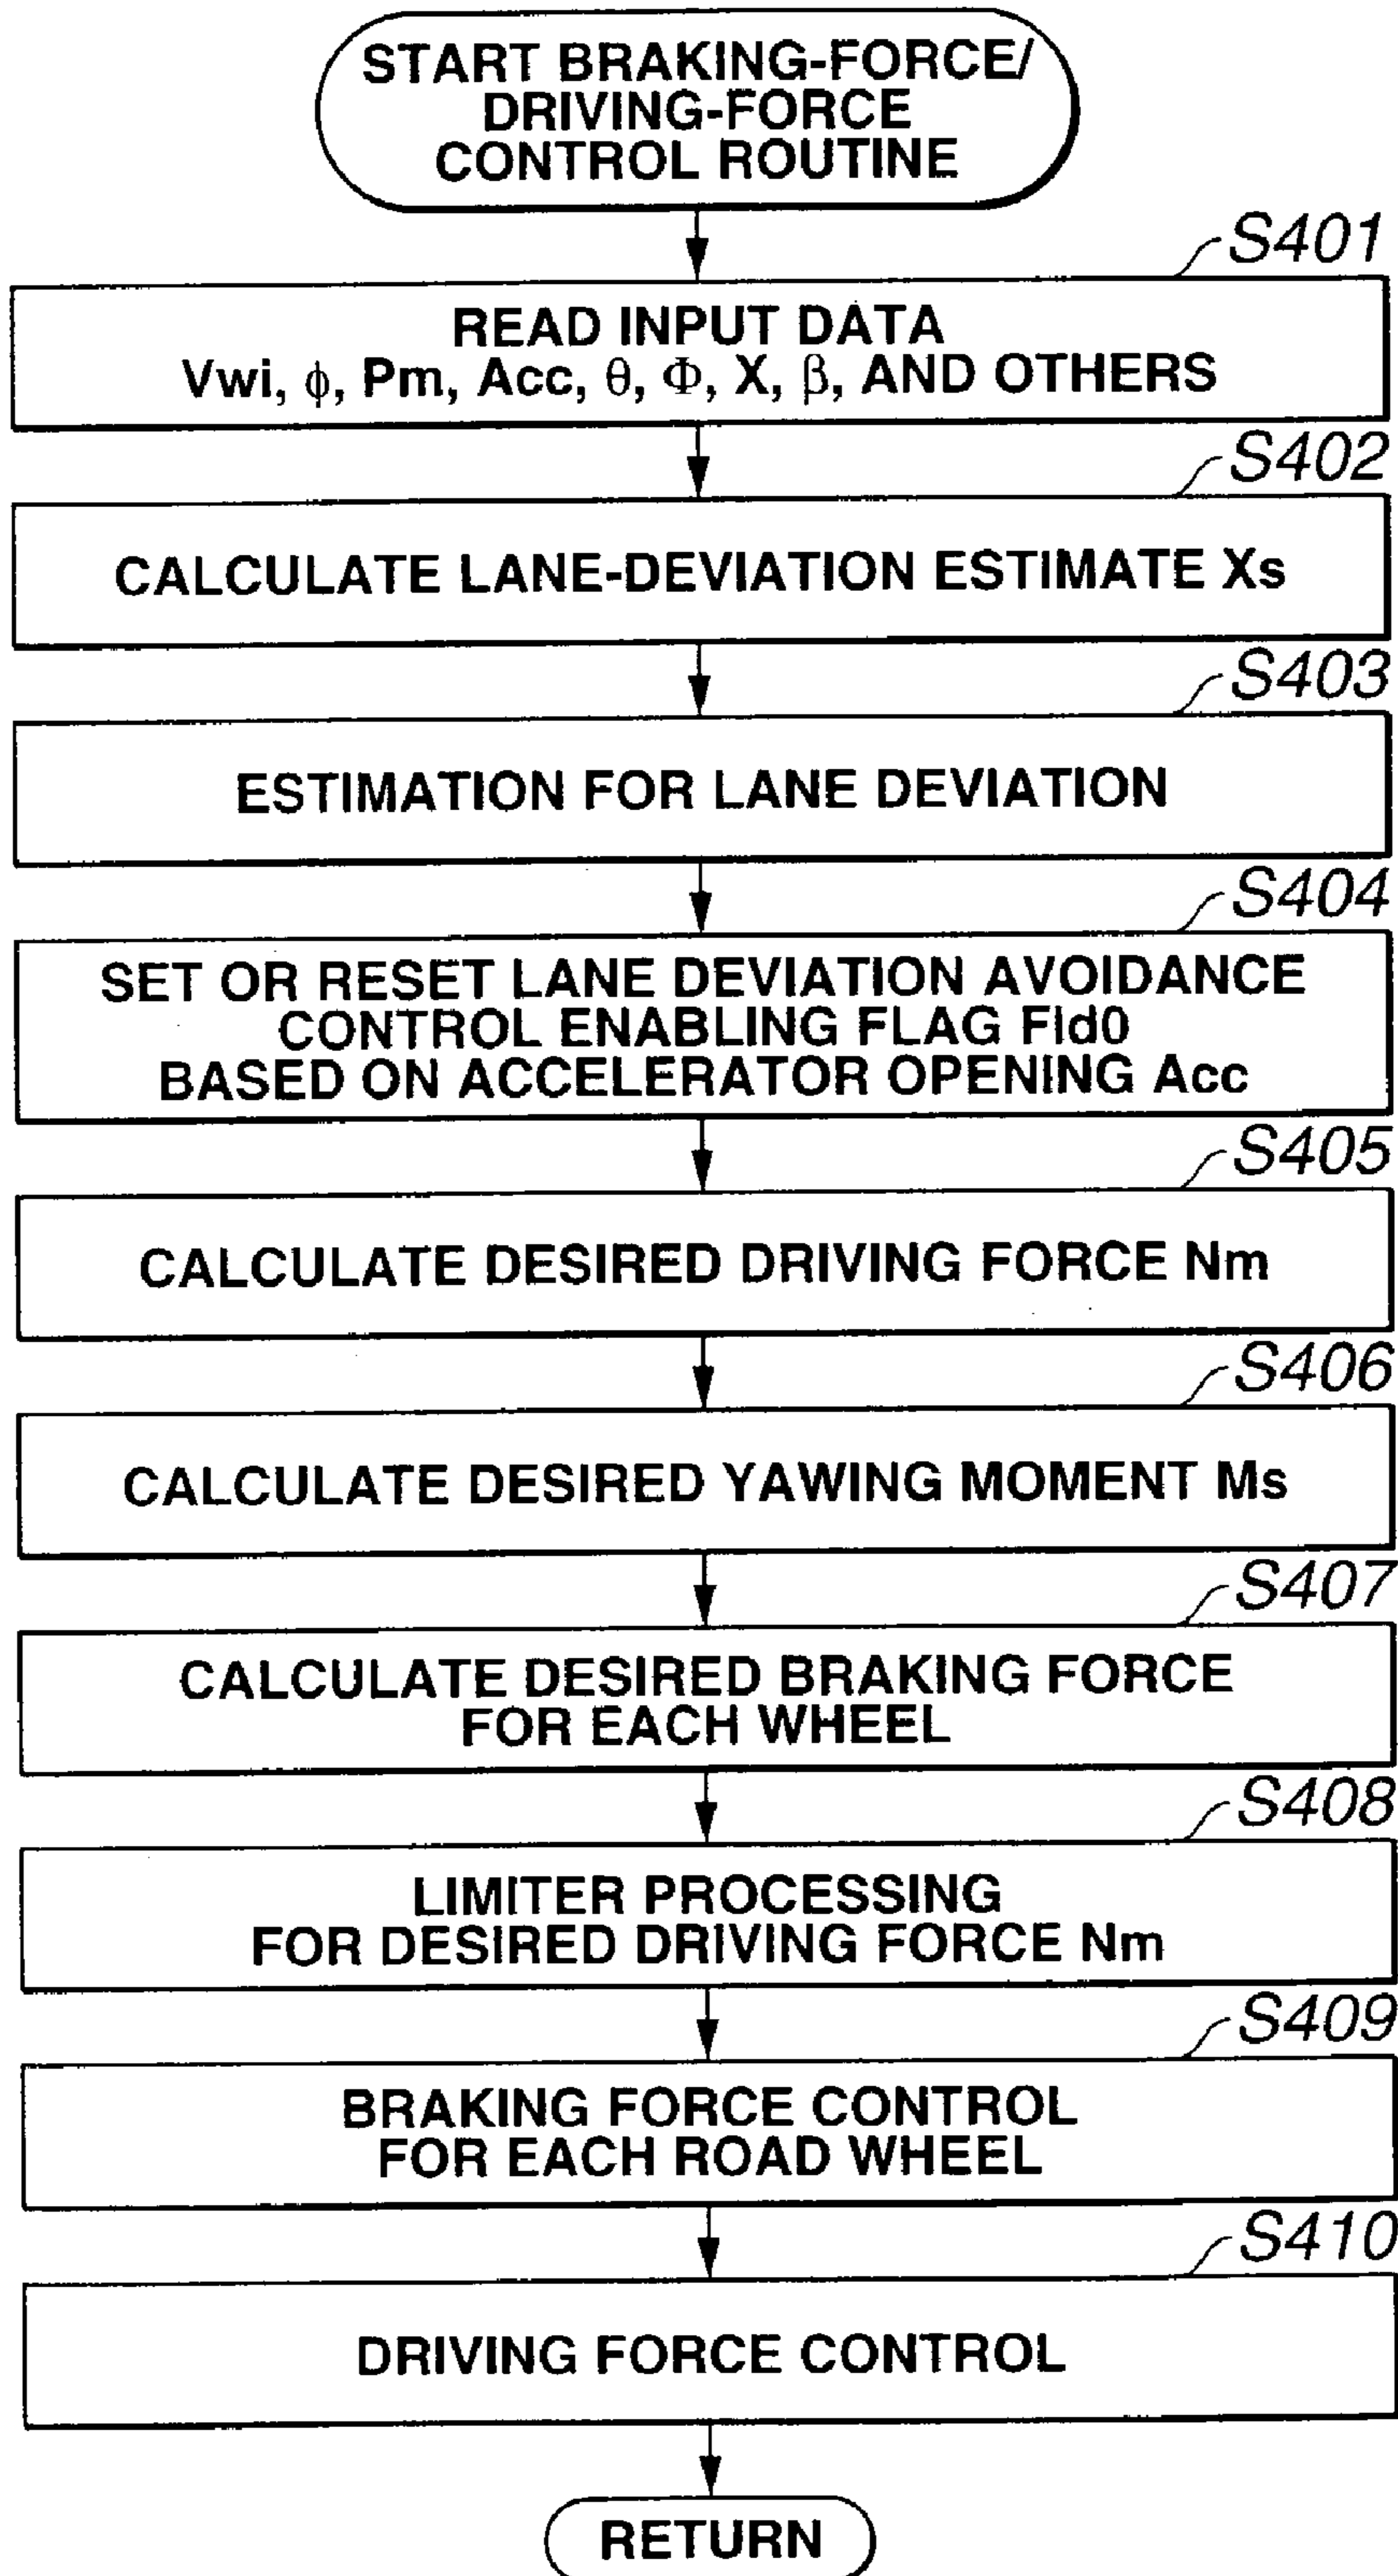 START BRAKING-FORCE/
DRIVING-FORCE
CONTROL ROUTINE
S401
READ INPUT DATA
Vwi, ϕ, Pm, Acc, θ, Φ, X, β, AND OTHERS
S402
CALCULATE LANE-DEVIATION ESTIMATE Xs
S403
ESTIMATION FOR LANE DEVIATION
S404
SET OR RESET LANE DEVIATION AVOIDANCE
CONTROL ENABLING FLAG Fld0
BASED ON ACCELERATOR OPENING Acc
S405
CALCULATE DESIRED DRIVING FORCE Nm
S406
CALCULATE DESIRED YAWING MOMENT Ms
S407
CALCULATE DESIRED BRAKING FORCE
FOR EACH WHEEL
S408
LIMITER PROCESSING
FOR DESIRED DRIVING FORCE Nm
S409
BRAKING FORCE CONTROL
FOR EACH ROAD WHEEL
S410
DRIVING FORCE CONTROL
RETURN